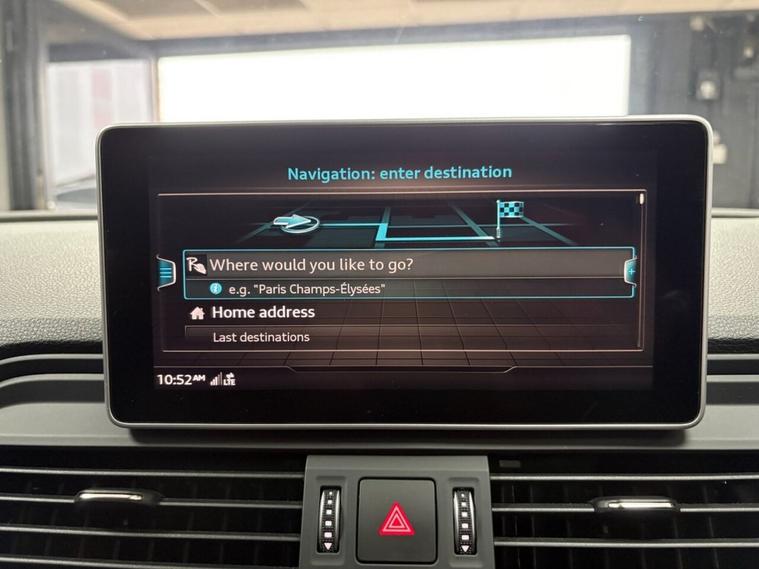 Navigation: enter destination
Where would you like to go?
e.g. "Paris Champs-Élysées"
Home address
Last destinations
10:52AM LTE